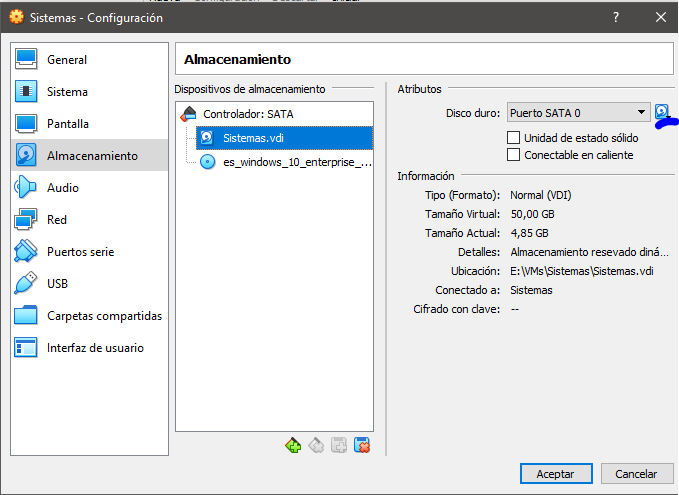 Sistemas - Configuración
?
General
Sistema
Pantalla
Almacenamiento
Audio
Red
Puertos serie
USB
Carpetas compartidas
Interfaz de usuario
Almacenamiento
Dispositivos de almacenamiento
Controlador: SATA
Sistemas.vdi
es_windows_10_enterprise_...
Atributos
Disco duro: Puerto SATA 0
Unidad de estado sólido
Conectable en caliente
Información
Tipo (Formato): Normal (VDI)
Tamaño Virtual: 50,00 GB
Tamaño Actual: 4,85 GB
Detalles: Almacenamiento resevado diná...
Ubicación: E:\VMs\Sistemas\Sistemas.vdi
Conectado a: Sistemas
Cifrado con clave: --
Aceptar
Cancelar